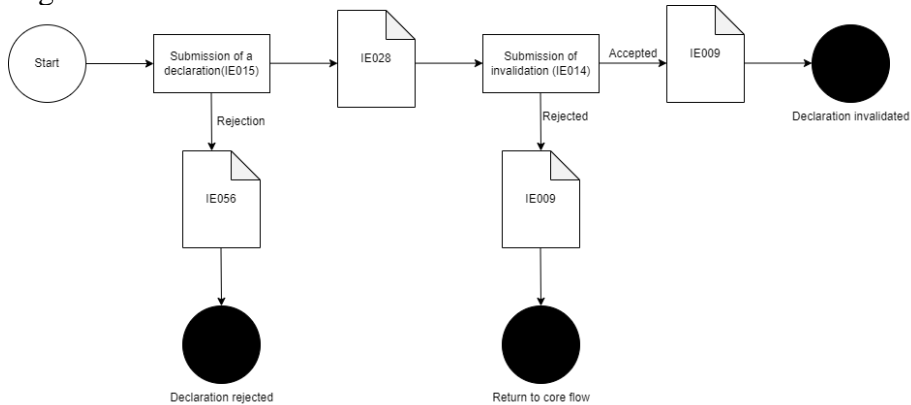 Start
Submission of a
declaration(IE015)
IE028
Submission of
invalidation (IE014)
Accepted
IE009
Declaration invalidated
Rejection
Rejected
IE056
IE009
Declaration rejected
Return to core flow